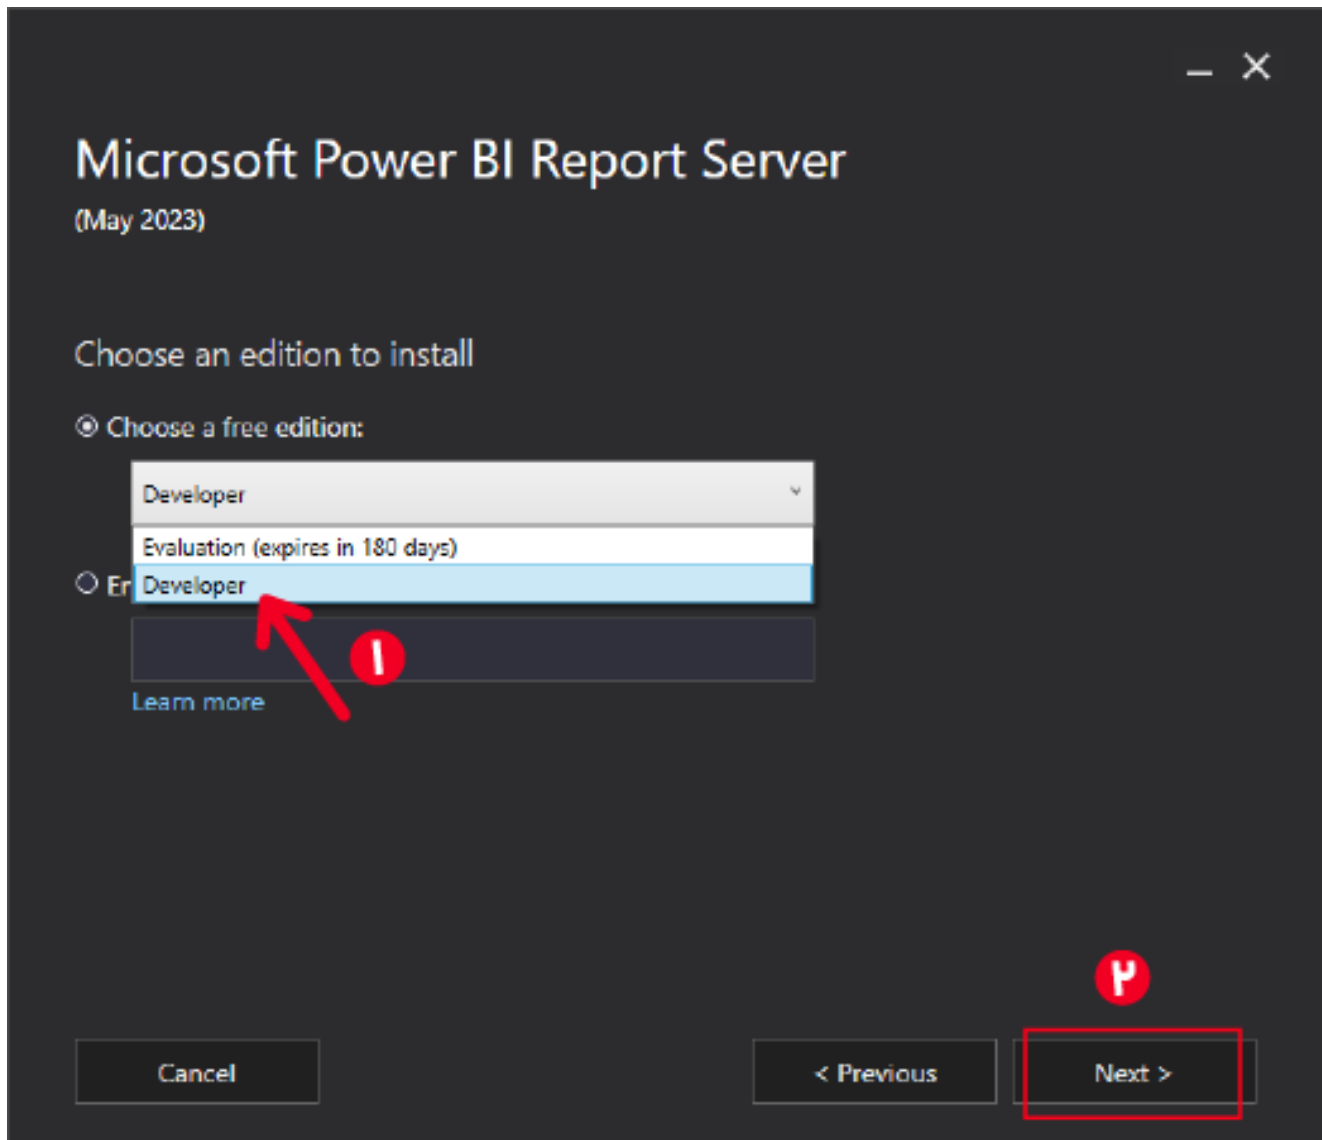 Microsoft Power BI Report Server
(May 2023)
Choose an edition to install
Choose a free edition:
Developer
Evaluation (expires in 180 days)
Developer
۱
Learn more
۲
Cancel
< Previous
Next >